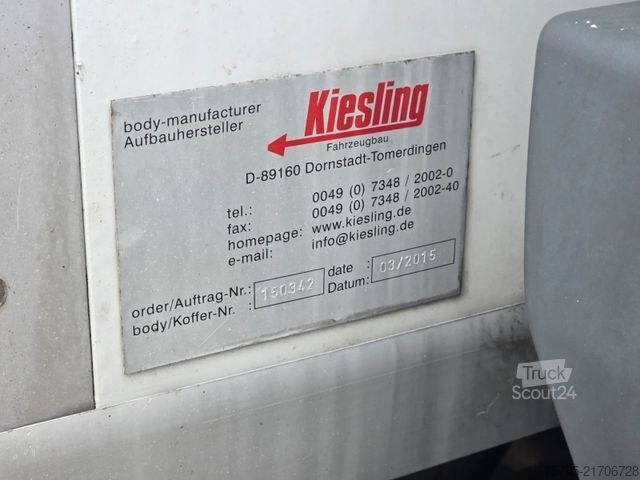 body-manufacturer
Aufbauhersteller
Kiesling
Fahrzeugbau
D-89160 Dornstadt-Tomerdingen
tel.: 0049 (0) 7348 / 2002-0
fax: 0049 (0) 7348 / 2002-40
homepage: www.kiesling.de
e-mail: info@kiesling.de
order/Auftrag-Nr.: 150342 date : 03/2015
body/Koffer-Nr. : Datum:
Truck
Scout24
21706728